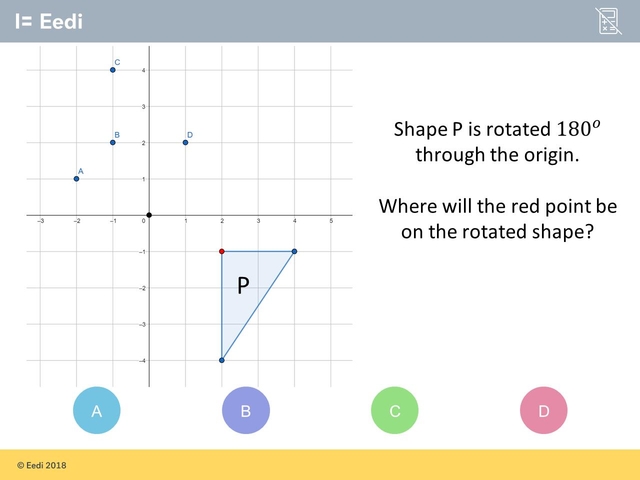 Eedi
C
4
3
B
D
2
A
1
–3 –2 –1 0 1 2 3 4 5
–1
P
–2
–3
–4
Shape P is rotated 180°
through the origin.
Where will the red point be
on the rotated shape?
A B C D
© Eedi 2018